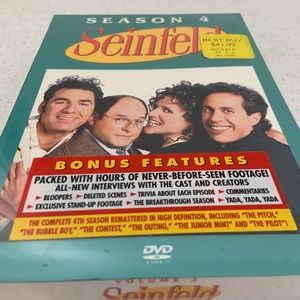 SEASON 4
Seinfeld
BEST BUY
$41.99
BONUS FEATURES
PACKED WITH HOURS OF NEVER-BEFORE-SEEN FOOTAGE!
ALL-NEW INTERVIEWS WITH THE CAST AND CREATORS
► BLOOPERS ► DELETED SCENES ► TRIVIA ABOUT EACH EPISODE ► COMMENTARIES
► EXCLUSIVE STAND-UP FOOTAGE ► THE BREAKTHROUGH SEASON ► YADA, YADA, YADA
THE COMPLETE 4TH SEASON REMASTERED IN HIGH DEFINITION, INCLUDING "THE PITCH,"
"THE BUBBLE BOY," "THE CONTEST," "THE OUTING," "THE JUNIOR MINT" AND "THE PILOT"!
DVD
VIDEO
VOLUME 3
Seinfeld